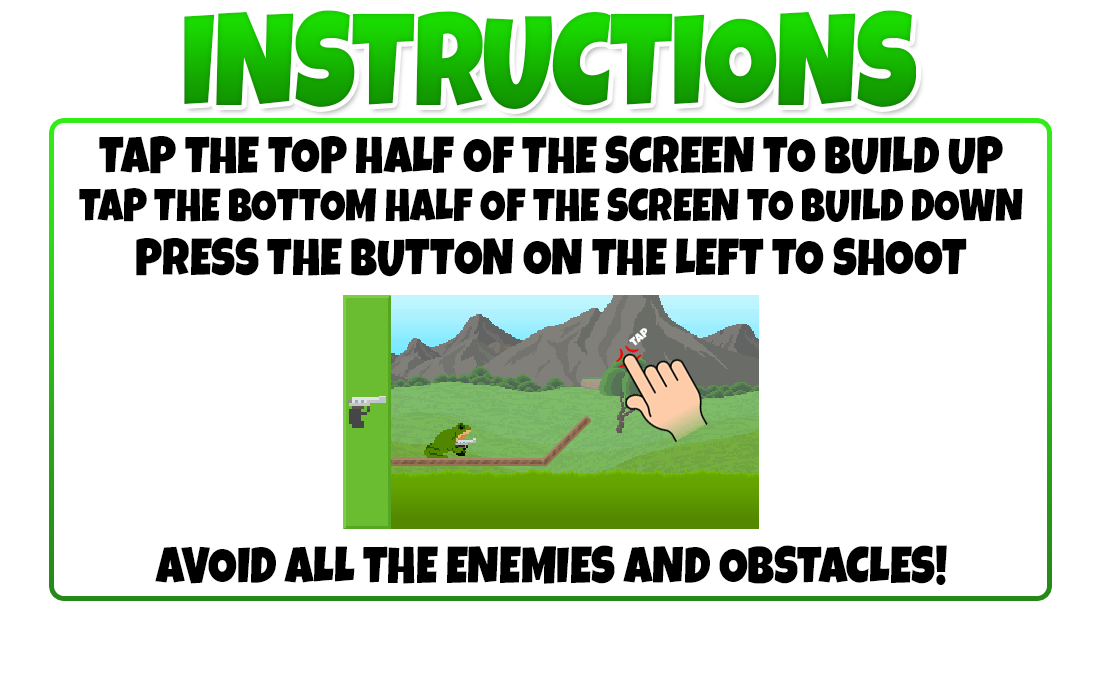 INSTRUCTIONS
TAP THE TOP HALF OF THE SCREEN TO BUILD UP
TAP THE BOTTOM HALF OF THE SCREEN TO BUILD DOWN
PRESS THE BUTTON ON THE LEFT TO SHOOT
TAP
AVOID ALL THE ENEMIES AND OBSTACLES!